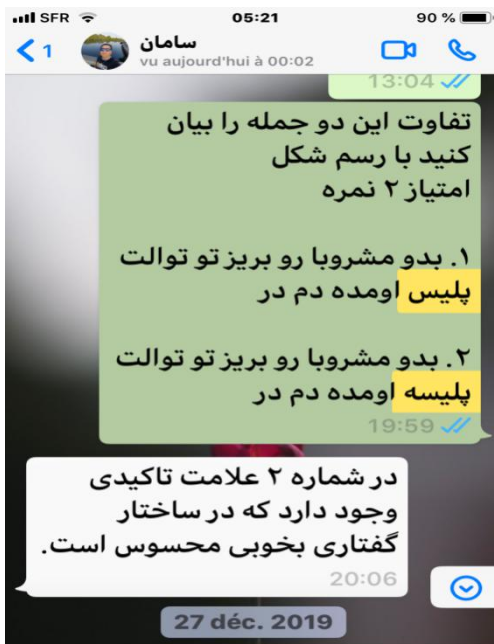 SFR 05:21 90 %
1 سامان
vu aujourd'hui à 00:02
13:04
تفاوت این دو جمله را بیان
کنید با رسم شکل
امتیاز ۲ نمره
۱. بدو مشروبا رو بریز تو توالت
پلیس اومده دم در
۲. بدو مشروبا رو بریز تو توالت
پلیسه اومده دم در
19:59
در شماره ۲ علامت تاکیدی
وجود دارد که در ساختار
گفتاری بخوبی محسوس است.
20:06
27 déc. 2019